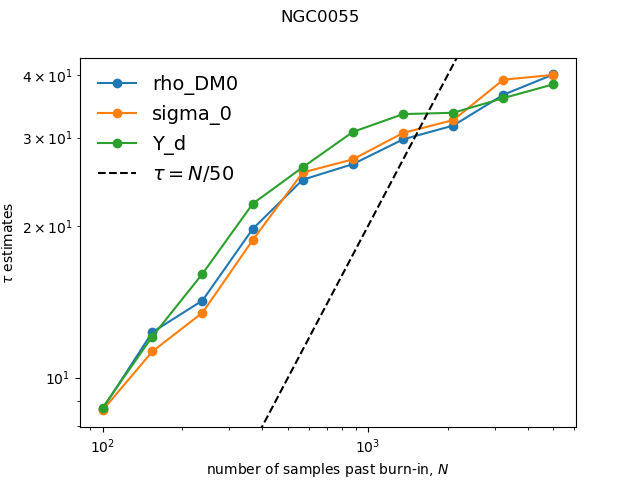 NGC0055
rho_DM0
sigma_0
Y_d
τ = N/50
4 × 10¹
3 × 10¹
2 × 10¹
10¹
τ estimates
10²
10³
number of samples past burn-in, N